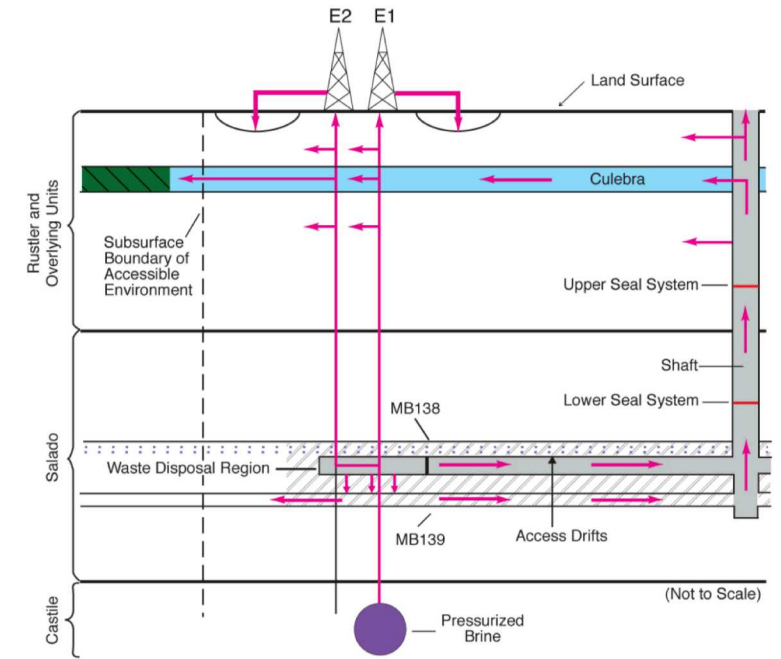 E2 E1
Land Surface
Culebra
Rustler and
Overlying Units
Subsurface
Boundary of
Accessible
Environment
Upper Seal System
Shaft
Lower Seal System
MB138
Salado
Waste Disposal Region
MB139
Access Drifts
(Not to Scale)
Castile
Pressurized
Brine